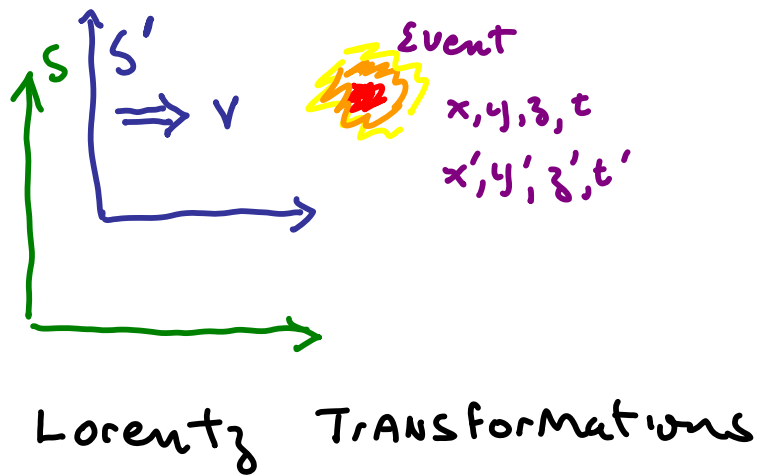 S
S'
V
Event
x, y, z, t
x', y', z', t'
Lorentz Transformations